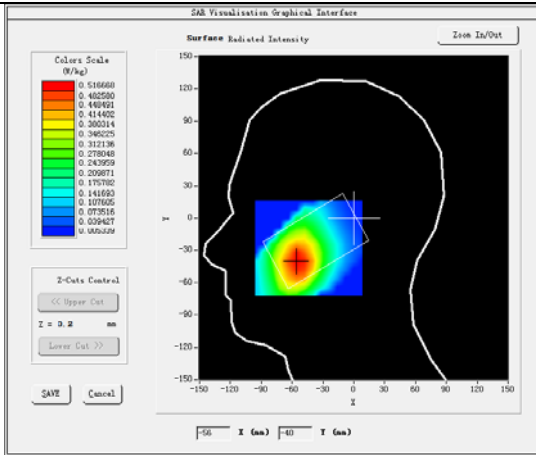 SAR Visualisation Graphical Interface
Surface Radiated Intensity
Zoom In/Out
Colors Scale
(W/kg)
0.516668
0.482580
0.448491
0.414402
0.380314
0.346225
0.312136
0.278048
0.243959
0.209871
0.175782
0.141693
0.107605
0.073516
0.039427
0.005339
Z-Cuts Control
<< Upper Cut
Z = 0.2 mm
Lower Cut >>
SAVE
Cancel
150
120
90
60
30
0
-30
-60
-90
-120
-150
Y
-150 -120 -90 -60 -30 0 30 60 90 120 150
X
-56 X (mm) -40 Y (mm)